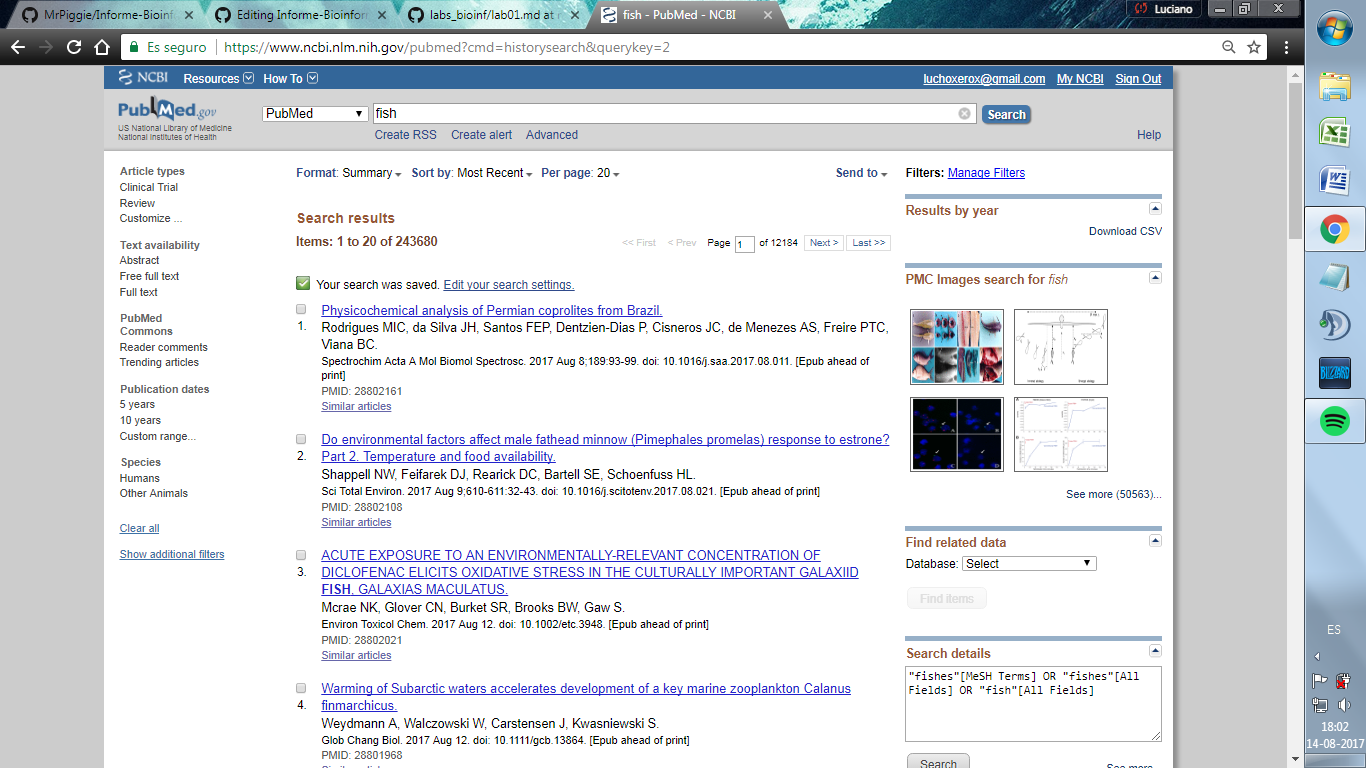 MrPiggie/Informe-Bioinf
Editing Informe-Bioinfor
labs_bioinf/lab01.md at
fish - PubMed - NCBI
Luciano
Es seguro
https://www.ncbi.nlm.nih.gov/pubmed?cmd=historysearch&querykey=2
NCBI Resources How To
luchoxerox@gmail.com My NCBI Sign Out
PubMed.gov
US National Library of Medicine
National Institutes of Health
PubMed
fish
Search
Create RSS Create alert Advanced
Help
Article types
Clinical Trial
Review
Customize ...
Text availability
Abstract
Free full text
Full text
PubMed
Commons
Reader comments
Trending articles
Publication dates
5 years
10 years
Custom range...
Species
Humans
Other Animals
Clear all
Show additional filters
Format: Summary Sort by: Most Recent Per page: 20
Send to
Search results
Items: 1 to 20 of 243680
<< First < Prev Page 1 of 12184 Next > Last >>
Your search was saved. Edit your search settings.
Physicochemical analysis of Permian coprolites from Brazil.
1. Rodrigues MIC, da Silva JH, Santos FEP, Dentzien-Dias P, Cisneros JC, de Menezes AS, Freire PTC,
Viana BC.
Spectrochim Acta A Mol Biomol Spectrosc. 2017 Aug 8;189:93-99. doi: 10.1016/j.saa.2017.08.011. [Epub ahead of
print]
PMID: 28802161
Similar articles
Do environmental factors affect male fathead minnow (Pimephales promelas) response to estrone?
2. Part 2. Temperature and food availability.
Shappell NW, Feifarek DJ, Rearick DC, Bartell SE, Schoenfuss HL.
Sci Total Environ. 2017 Aug 9;610-611:32-43. doi: 10.1016/j.scitotenv.2017.08.021. [Epub ahead of print]
PMID: 28802108
Similar articles
ACUTE EXPOSURE TO AN ENVIRONMENTALLY-RELEVANT CONCENTRATION OF
3. DICLOFENAC ELICITS OXIDATIVE STRESS IN THE CULTURALLY IMPORTANT GALAXIID
FISH, GALAXIAS MACULATUS.
Mcrae NK, Glover CN, Burket SR, Brooks BW, Gaw S.
Environ Toxicol Chem. 2017 Aug 12. doi: 10.1002/etc.3948. [Epub ahead of print]
PMID: 28802021
Similar articles
Warming of Subarctic waters accelerates development of a key marine zooplankton Calanus
4. finmarchicus.
Weydmann A, Walczowski W, Carstensen J, Kwasniewski S.
Glob Chang Biol. 2017 Aug 12. doi: 10.1111/gcb.13864. [Epub ahead of print]
PMID: 28801968
Similar articles
Filters: Manage Filters
Results by year
Download CSV
PMC Images search for fish
See more (50563)...
Find related data
Database: Select
Find items
Search details
"fishes"[MeSH Terms] OR "fishes"[All
Fields] OR "fish"[All Fields]
Search
See more...
BLIZZARD
ES
18:02
14-08-2017